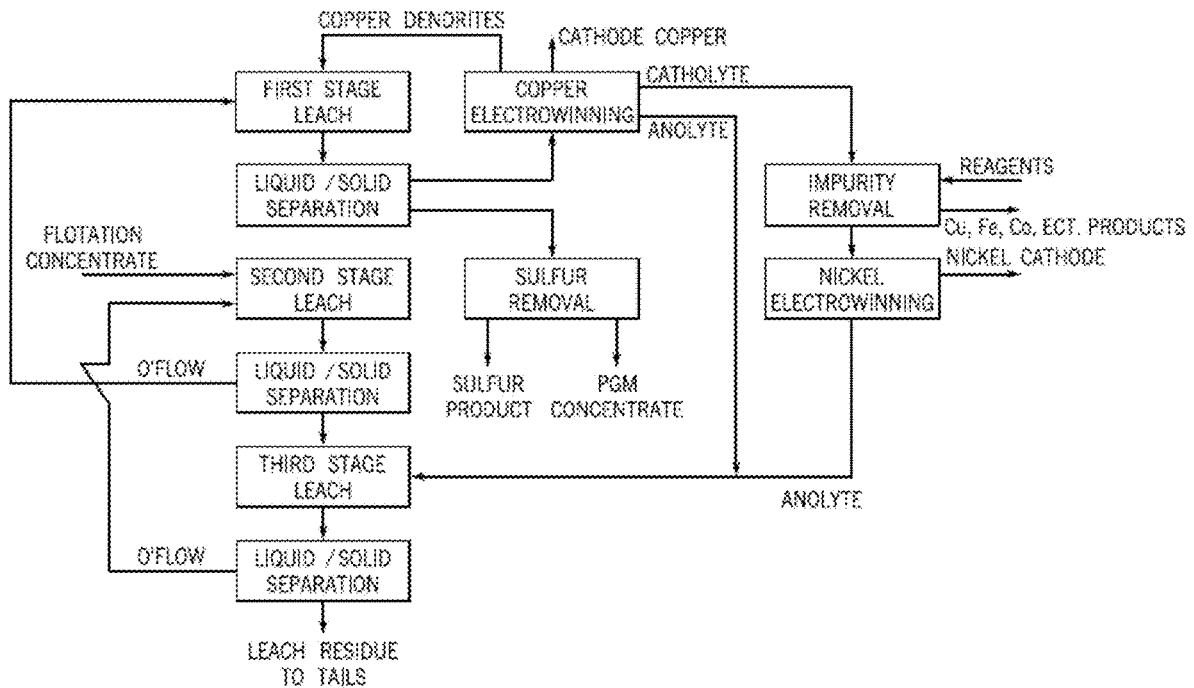 COPPER DENDRITES
CATHODE COPPER
FIRST STAGE
LEACH
COPPER
ELECTROWINNING
CATHOLYTE
ANOLYTE
LIQUID / SOLID
SEPARATION
IMPURITY
REMOVAL
REAGENTS
Cu, Fe, Co, ECT. PRODUCTS
FLOTATION
CONCENTRATE
SECOND STAGE
LEACH
SULFUR
REMOVAL
NICKEL
ELECTROWINNING
NICKEL CATHODE
O'FLOW
LIQUID / SOLID
SEPARATION
SULFUR
PRODUCT
PGM
CONCENTRATE
THIRD STAGE
LEACH
ANOLYTE
O'FLOW
LIQUID / SOLID
SEPARATION
LEACH RESIDUE
TO TAILS